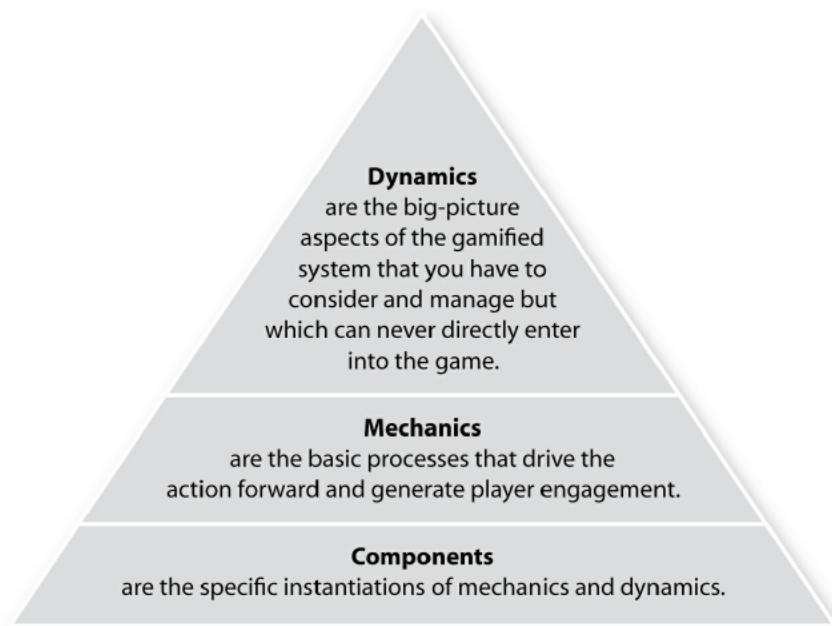 Dynamics
are the big-picture
aspects of the gamified
system that you have to
consider and manage but
which can never directly enter
into the game.
Mechanics
are the basic processes that drive the
action forward and generate player engagement.
Components
are the specific instantiations of mechanics and dynamics.